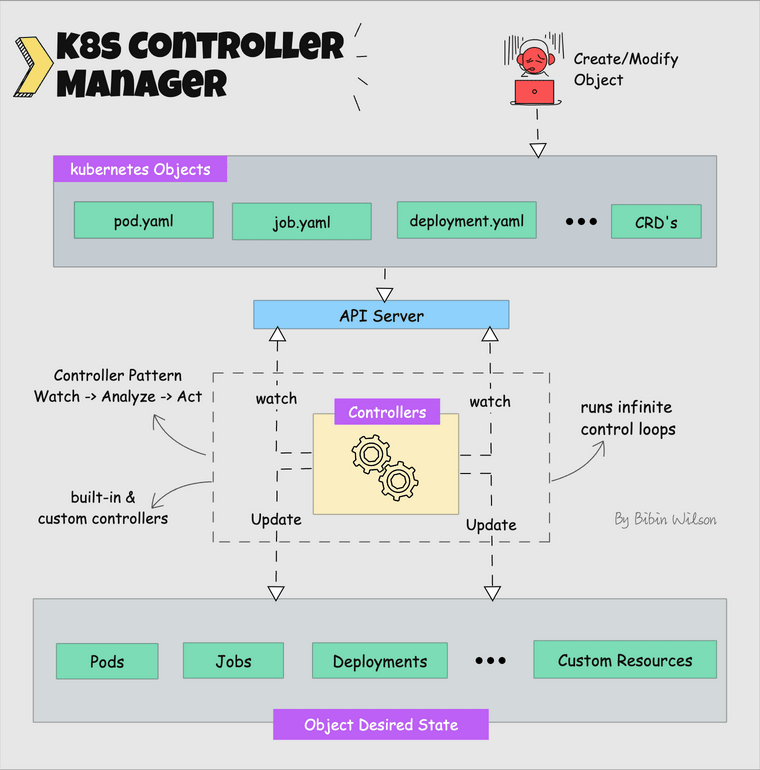 K8s Controller
Manager
Create/Modify
Object
kubernetes Objects
pod.yaml
job.yaml
deployment.yaml
CRD's
API Server
Controller Pattern
Watch -> Analyze -> Act
watch
Controllers
watch
runs infinite
control loops
built-in &
custom controllers
Update
Update
By Bibin Wilson
Pods
Jobs
Deployments
Custom Resources
Object Desired State